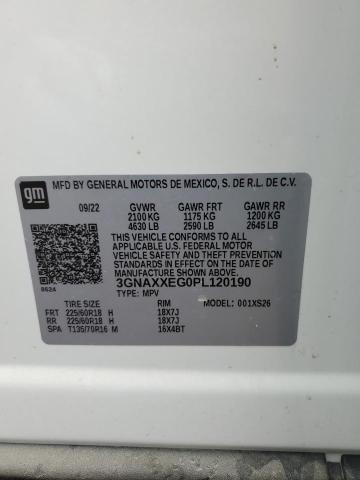 gm
MFD BY GENERAL MOTORS DE MEXICO, S. DE R.L. DE C.V.
09/22 GVWR GAWR FRT GAWR RR
2100 KG 1175 KG 1200 KG
4630 LB 2590 LB 2645 LB
THIS VEHICLE CONFORMS TO ALL
APPLICABLE U.S. FEDERAL MOTOR
VEHICLE SAFETY AND THEFT
PREVENTION STANDARDS IN EFFECT
ON THE DATE OF MANUFACTURE
SHOWN ABOVE.
8624 3GNAXXEG0PL120190
TYPE: MPV
TIRE SIZE RIM MODEL: 001XS26
FRT 225/60R18 H 18X7J
RR 225/60R18 H 18X7J
SPA T135/70R16 M 16X4BT